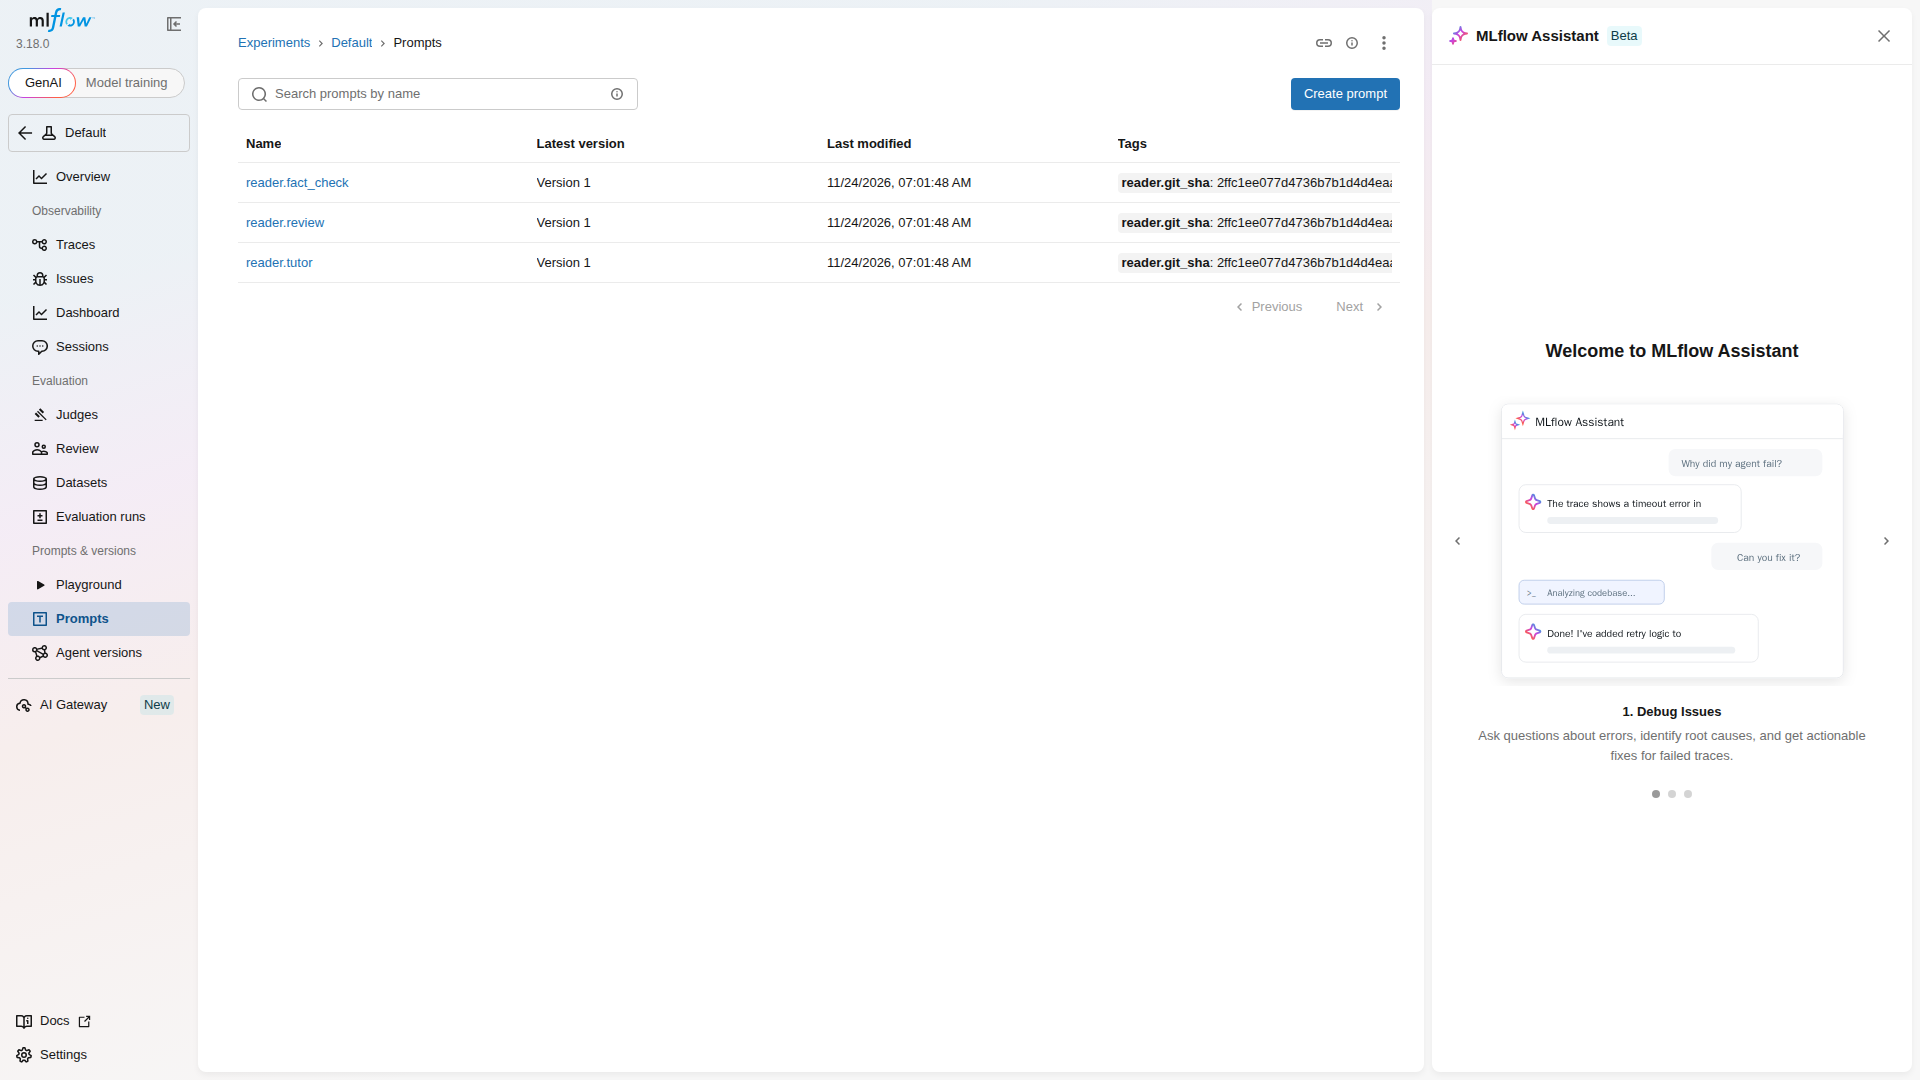 mlflow
3.18.0
GenAI Model training
Default
Overview
Observability
Traces
Issues
Dashboard
Sessions
Evaluation
Judges
Review
Datasets
Evaluation runs
Prompts & versions
Playground
Prompts
Agent versions
AI Gateway New
Docs
Settings
Experiments > Default > Prompts
Search prompts by name
Create prompt
Name Latest version Last modified Tags
reader.fact_check Version 1 11/24/2026, 07:01:48 AM reader.git_sha: 2ffc1ee077d4736b7b1d4d4eaa
reader.review Version 1 11/24/2026, 07:01:48 AM reader.git_sha: 2ffc1ee077d4736b7b1d4d4eaa
reader.tutor Version 1 11/24/2026, 07:01:48 AM reader.git_sha: 2ffc1ee077d4736b7b1d4d4eaa
Previous Next
MLflow Assistant Beta
Welcome to MLflow Assistant
MLflow Assistant
Why did my agent fail?
The trace shows a timeout error in
Can you fix it?
>_ Analyzing codebase...
Done! I've added retry logic to
1. Debug Issues
Ask questions about errors, identify root causes, and get actionable
fixes for failed traces.